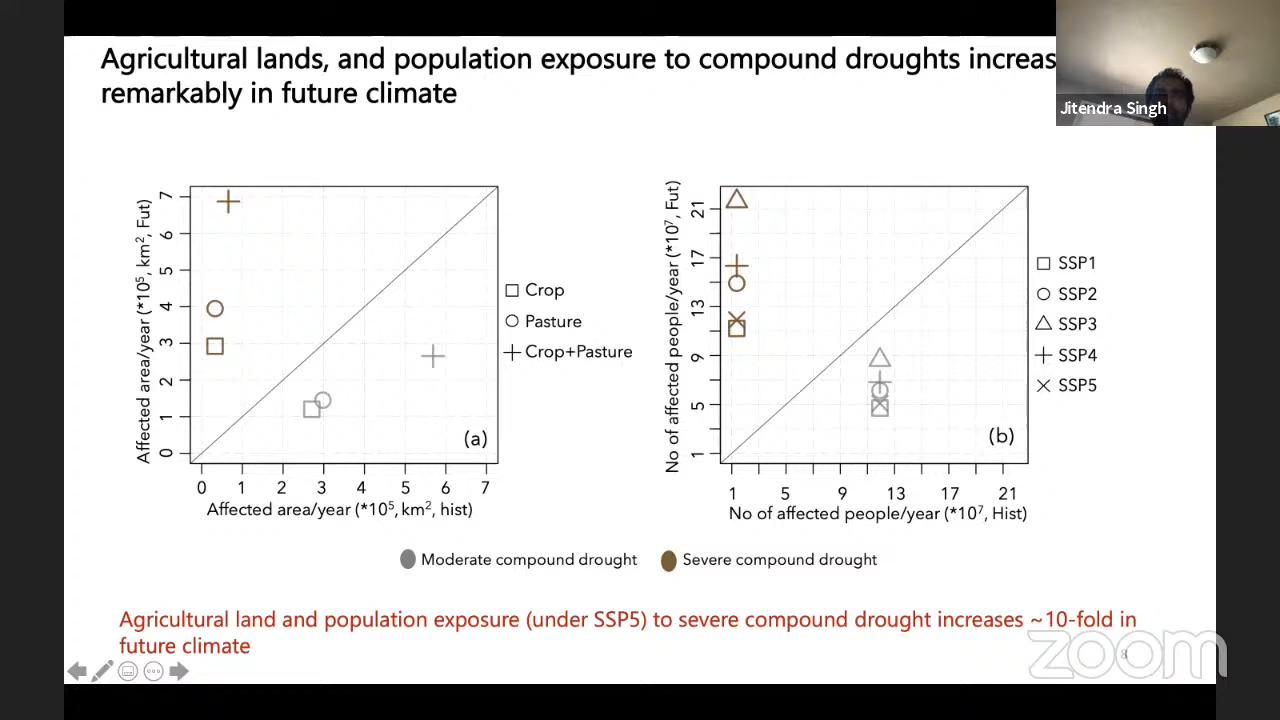 Agricultural lands, and population exposure to compound droughts increas
remarkably in future climate
Jitendra Singh
Affected area/year (*10⁵, km², Fut)
7
6
5
4
3
2
1
0
(a)
0 1 2 3 4 5 6 7
Affected area/year (*10⁵, km², hist)
Crop
Pasture
Crop+Pasture
No of affected people/year (*10⁷, Fut)
21
17
13
9
5
1
(b)
1 5 9 13 17 21
No of affected people/year (*10⁷, Hist)
SSP1
SSP2
SSP3
SSP4
SSP5
Moderate compound drought
Severe compound drought
Agricultural land and population exposure (under SSP5) to severe compound drought increases ~10-fold in
future climate
8
zoom